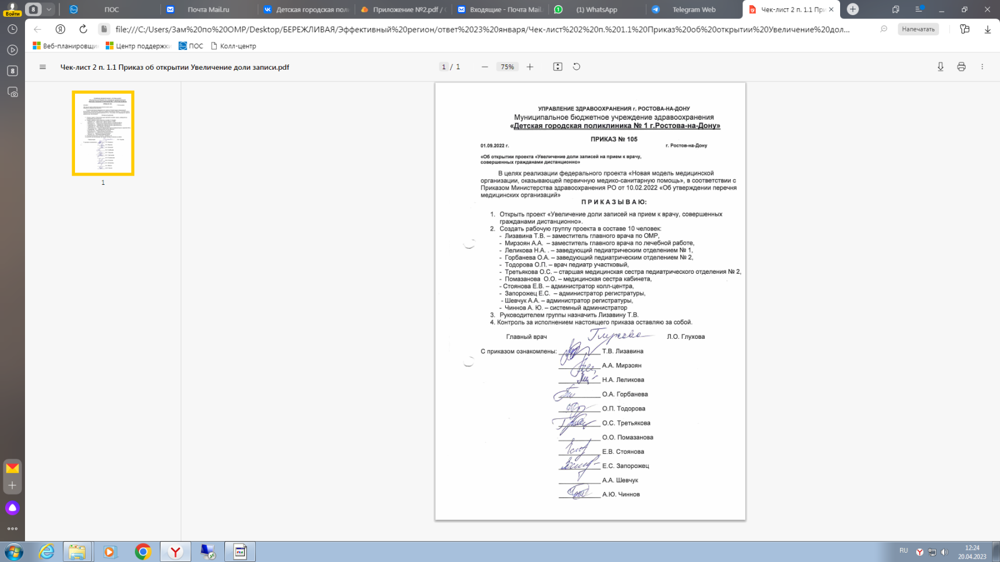 8
ПОС
Почта Mail.ru
Детская городская пол
Приложение №2.pdf / 
Входящие - Почта Mail.
(1) WhatsApp
Telegram Web
Чек-лист 2 п. 1.1 При
Войти
file:///C:/Users/Зам%20по%20ОМР/Desktop/БЕРЕЖЛИВАЯ/Эффективный%20регион/ответ%2023%20января/Чек-лист%202%20п.%201.1%20Приказ%20об%20открытии%20Увеличение%20дол...
Напечатать
Веб-планировщи
Центр поддержки
ПОС
Колл-центр
8
Чек-лист 2 п. 1.1 Приказ об открытии Увеличение доли записи.pdf
1 / 1
75%
1
УПРАВЛЕНИЕ ЗДРАВООХРАНЕНИЯ г. РОСТОВА-НА-ДОНУ
Муниципальное бюджетное учреждение здравоохранения
«Детская городская поликлиника № 1 г.Ростова-на-Дону»
ПРИКАЗ № 105
01.09.2022 г. г. Ростов-на-Дону
«Об открытии проекта «Увеличение доли записей на прием к врачу,
совершенных гражданами дистанционно»
В целях реализации федерального проекта «Новая модель медицинской
организации, оказывающей первичную медико-санитарную помощь», в соответствии с
Приказом Министерства здравоохранения РО от 10.02.2022 «Об утверждении перечня
медицинских организаций»
П Р И К А З Ы В А Ю:
1. Открыть проект «Увеличение доли записей на прием к врачу, совершенных
гражданами дистанционно».
2. Создать рабочую группу проекта в составе 10 человек:
- Лизавина Т.В. – заместитель главного врача по ОМР,
- Мирзоян А.А. – заместитель главного врача по лечебной работе,
- Леликова Н.А. . – заведующий педиатрическим отделением № 1,
- Горбанева О.А. – заведующий педиатрическим отделением № 2,
- Тодорова О.П. – врач педиатр участковый,
- Третьякова О.С. – старшая медицинская сестра педиатрического отделения № 2,
- Помазанова О.О. – медицинская сестра кабинета,
- Стоянова Е.В. – администратор колл-центра,
- Запорожец Е.С. – администратор регистратуры,
- Шевчук А.А. – администратор регистратуры,
- Чиннов А. Ю. – системный администратор
3. Руководителем группы назначить Лизавину Т.В.
4. Контроль за исполнением настоящего приказа оставляю за собой.
Главный врач Глухова Л.О. Глухова
С приказом ознакомлены: Т.В. Лизавина
А.А. Мирзоян
Н.А. Леликова
О.А. Горбанева
О.П. Тодорова
О.С. Третьякова
О.О. Помазанова
Е.В. Стоянова
Е.С. Запорожец
А.А. Шевчук
А.Ю. Чиннов
RU
12:24
20.04.2023